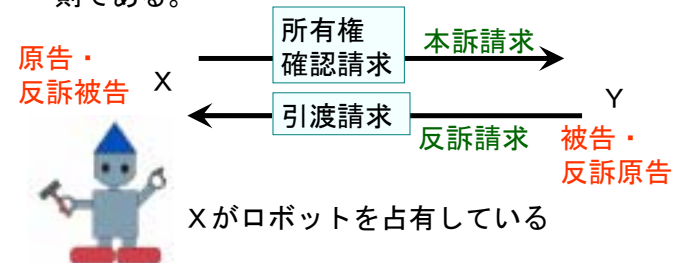 則である。
所有権
確認請求
本訴請求
原告・
反訴被告
X
引渡請求
反訴請求
Y
被告・
反訴原告
Xがロボットを占有している